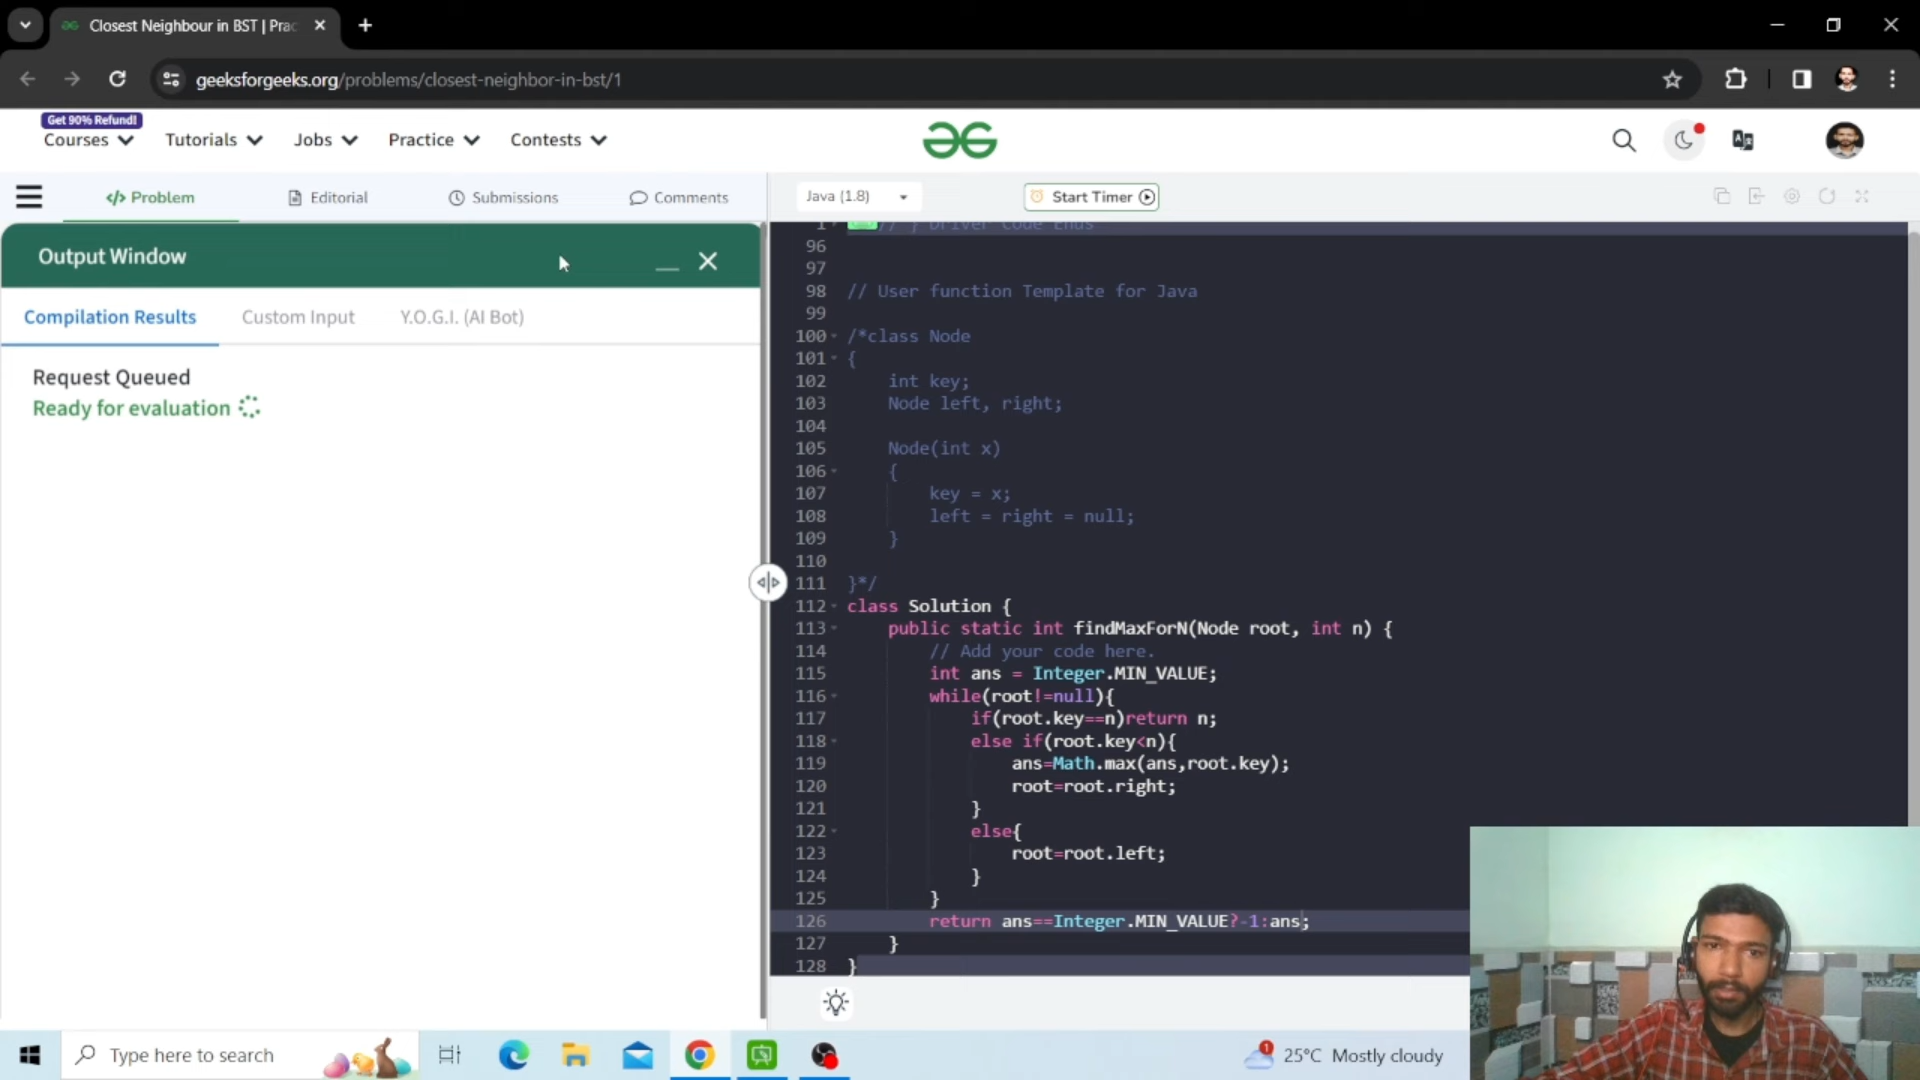 Closest Neighbour in BST | Prac
geeksforgeeks.org/problems/closest-neighbor-in-bst/1
Get 90% Refund!
Courses
Tutorials
Jobs
Practice
Contests
Problem
Editorial
Submissions
Comments
Java (1.8)
Start Timer
Output Window
Compilation Results
Custom Input
Y.O.G.I. (AI Bot)
Request Queued
Ready for evaluation
1 // } Driver Code Ends
96
97
98 // User function Template for Java
99
100 /*class Node
101 {
102 int key;
103 Node left, right;
104
105 Node(int x)
106 {
107 key = x;
108 left = right = null;
109 }
110
111 }*/
112 class Solution {
113 public static int findMaxForN(Node root, int n) {
114 // Add your code here.
115 int ans = Integer.MIN_VALUE;
116 while(root!=null){
117 if(root.key==n)return n;
118 else if(root.key<n){
119 ans=Math.max(ans,root.key);
120 root=root.right;
121 }
122 else{
123 root=root.left;
124 }
125 }
126 return ans==Integer.MIN_VALUE?-1:ans;
127 }
128 }
Type here to search
1
25°C Mostly cloudy